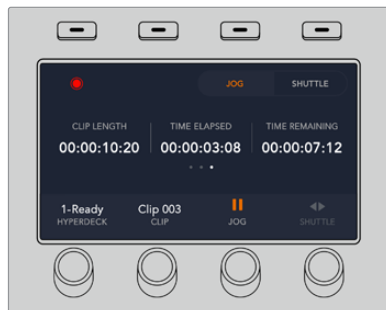 JOG SHUTTLE
CLIP LENGTH TIME ELAPSED TIME REMAINING
00:00:10:20 00:00:03:08 00:00:07:12
1-Ready Clip 003
HYPERDECK CLIP JOG SHUTTLE